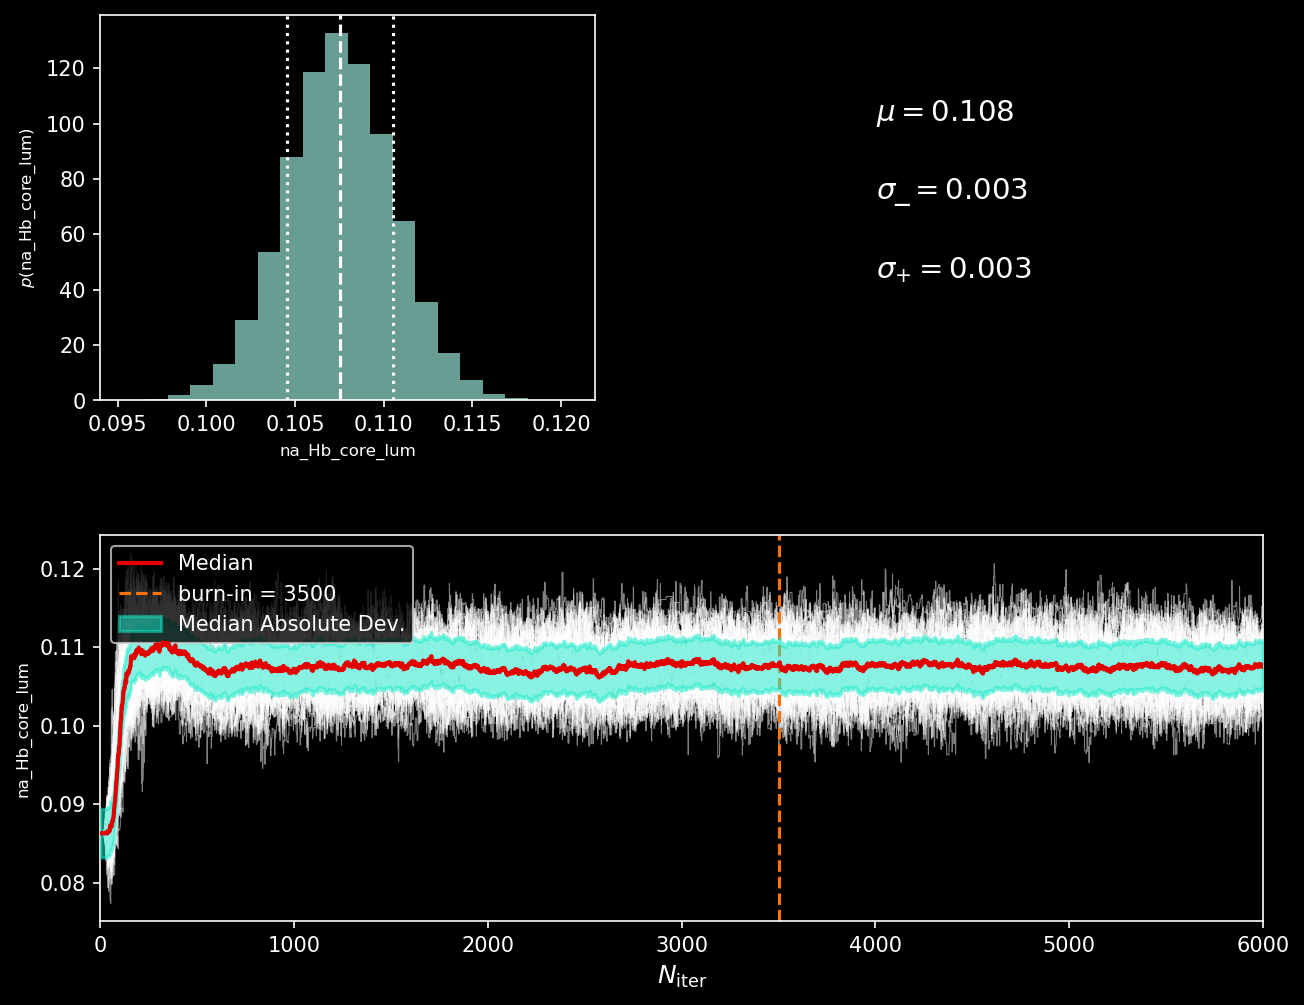 120
100
80
60
40
20
0
p(na_Hb_core_lum)
0.095 0.100 0.105 0.110 0.115 0.120
na_Hb_core_lum
μ = 0.108
σ_ = 0.003
σ+ = 0.003
Median
burn-in = 3500
Median Absolute Dev.
0.12
0.11
0.10
0.09
0.08
na_Hb_core_lum
0 1000 2000 3000 4000 5000 6000
Niter